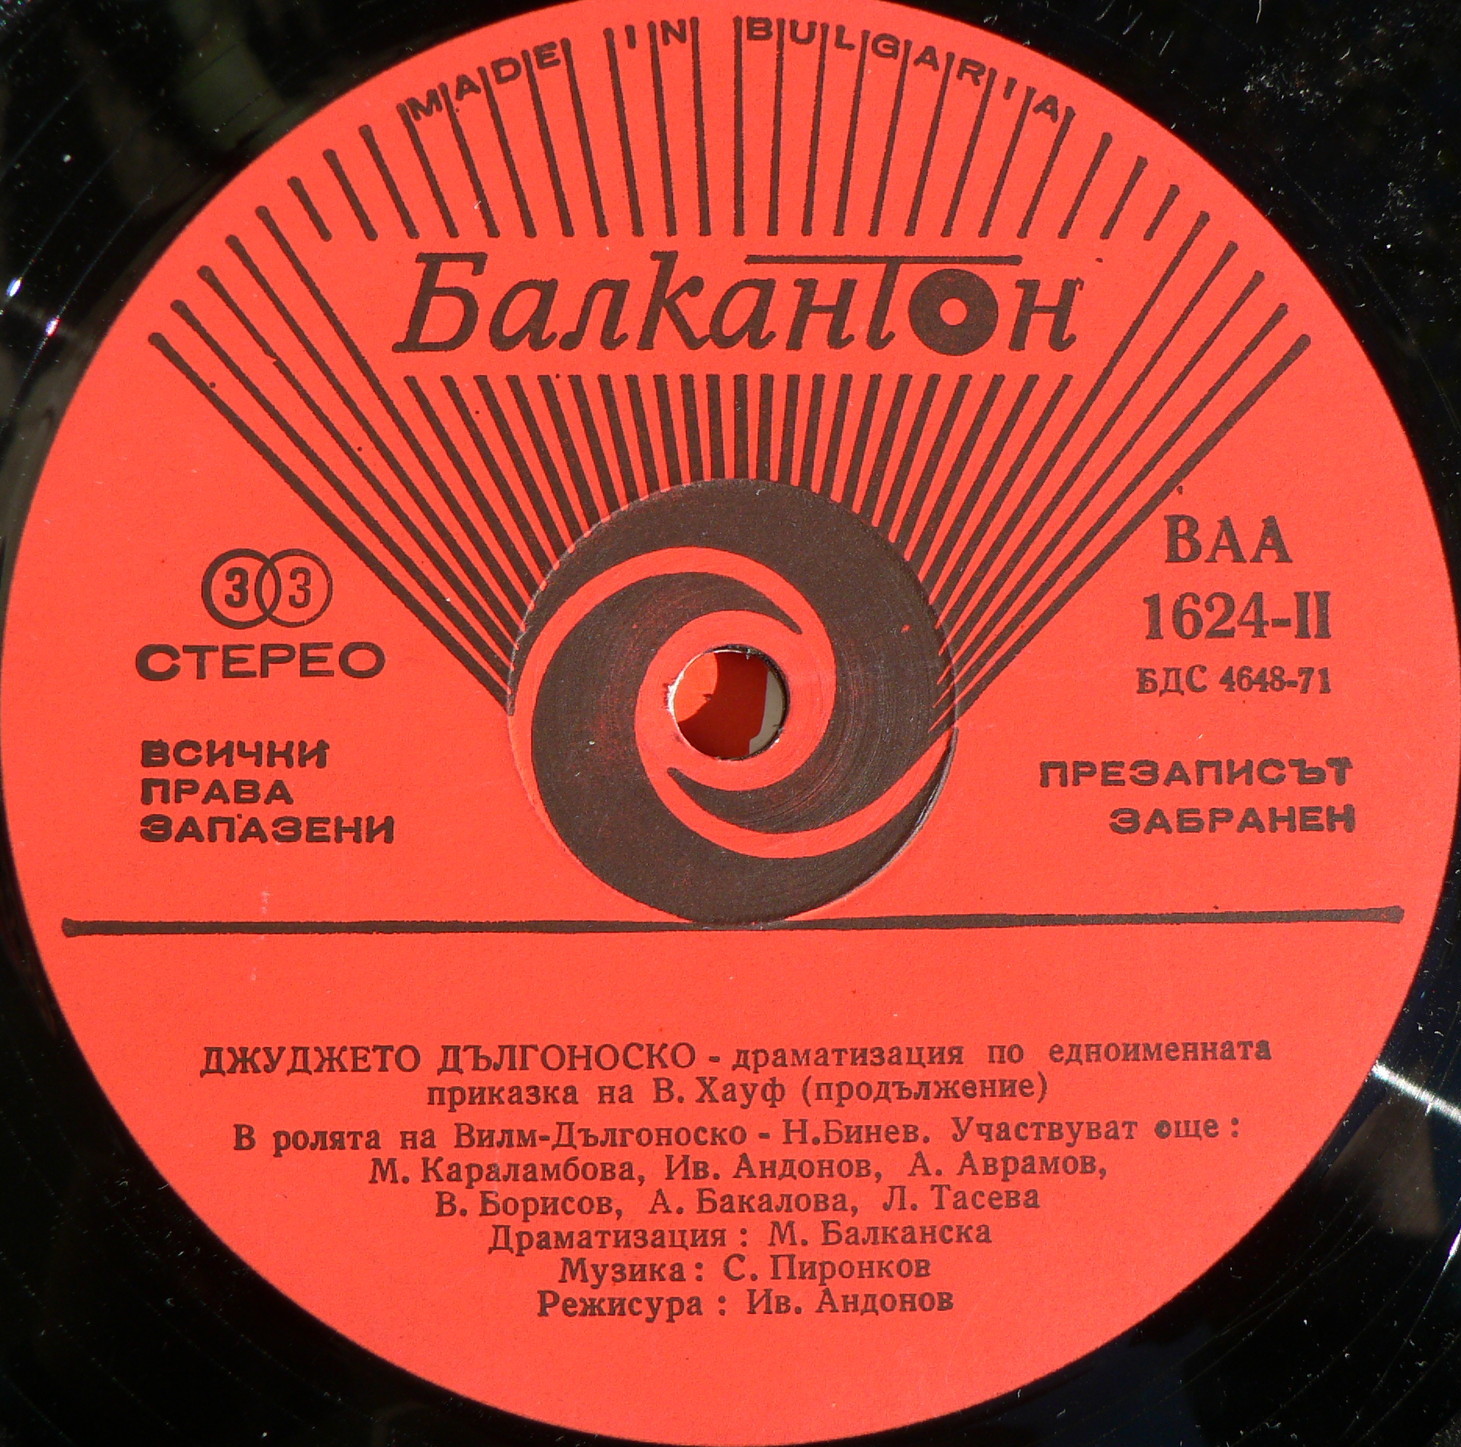 MADE IN BULGARIA
Балкантон
33
СТЕРЕО
ВСИЧКИ
ПРАВА
ЗАПАЗЕНИ
ВАА
1624-II
БДС 4648-71
ПРЕЗАПИСЪТ
ЗАБРАНЕН
ДЖУДЖЕТО ДЪЛГОНОСКО - драматизация по едноименната
приказка на В. Хауф (продължение)
В ролята на Вилм-Дългоноско - Н.Бинев. Участвуват още :
М. Караламбова, Ив. Андонов, А. Аврамов,
В. Борисов, А. Бакалова, Л. Тасева
Драматизация : М. Балканска
Музика : С. Пиронков
Режисура : Ив. Андонов